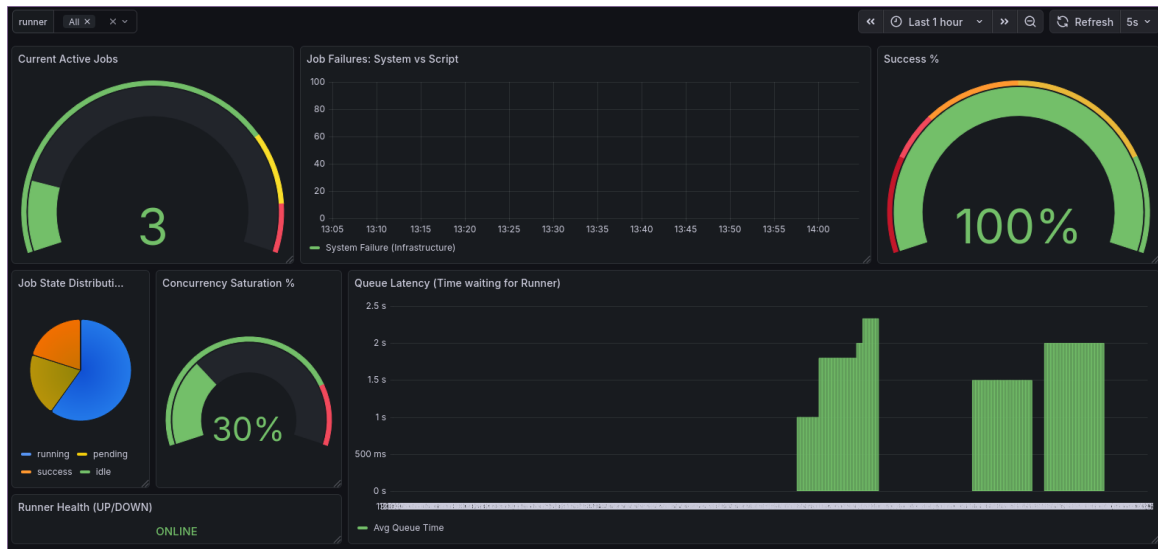 runner All
Last 1 hour Refresh 5s
Current Active Jobs
3
Job Failures: System vs Script
100
80
60
40
20
0
13:05 13:10 13:15 13:20 13:25 13:30 13:35 13:40 13:45 13:50 13:55 14:00
System Failure (Infrastructure)
Success %
100%
Job State Distributi...
running pending
success idle
Concurrency Saturation %
30%
Queue Latency (Time waiting for Runner)
2.5 s
2 s
1.5 s
1 s
500 ms
0 s
Avg Queue Time
Runner Health (UP/DOWN)
ONLINE